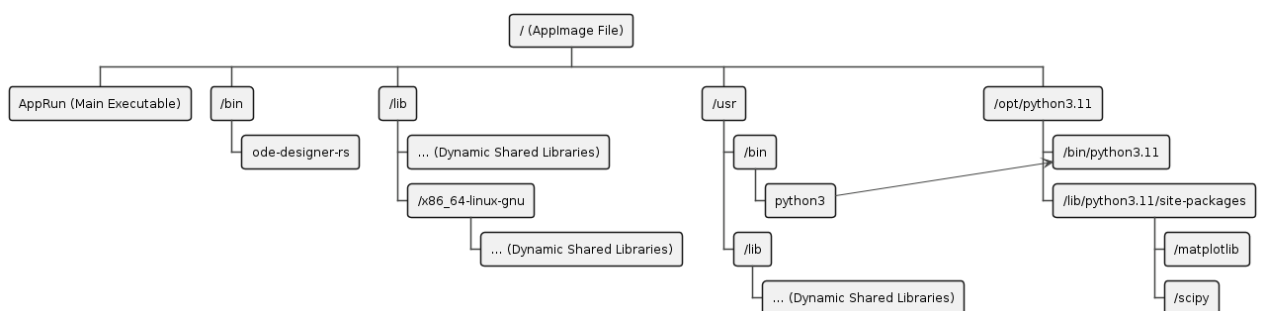 / (AppImage File)
AppRun (Main Executable)
/bin
/lib
/usr
/opt/python3.11
ode-designer-rs
... (Dynamic Shared Libraries)
/bin
/bin/python3.11
/x86_64-linux-gnu
python3
/lib/python3.11/site-packages
... (Dynamic Shared Libraries)
/lib
/matplotlib
... (Dynamic Shared Libraries)
/scipy